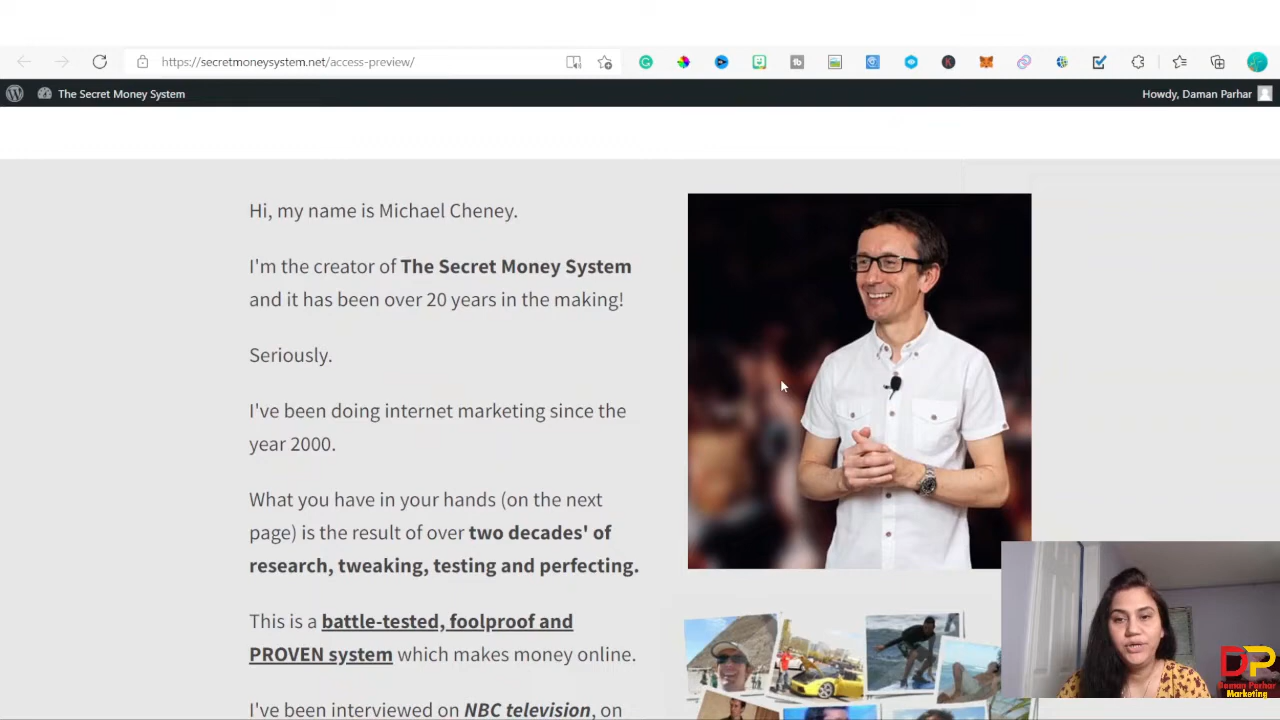 https://secretmoneysystem.net/access-preview/
The Secret Money System
Howdy, Daman Parhar
Hi, my name is Michael Cheney.
I'm the creator of The Secret Money System
and it has been over 20 years in the making!
Seriously.
I've been doing internet marketing since the
year 2000.
What you have in your hands (on the next
page) is the result of over two decades' of
research, tweaking, testing and perfecting.
This is a battle-tested, foolproof and
PROVEN system which makes money online.
I've been interviewed on NBC television, on
DP
Daman Parhar
Marketing